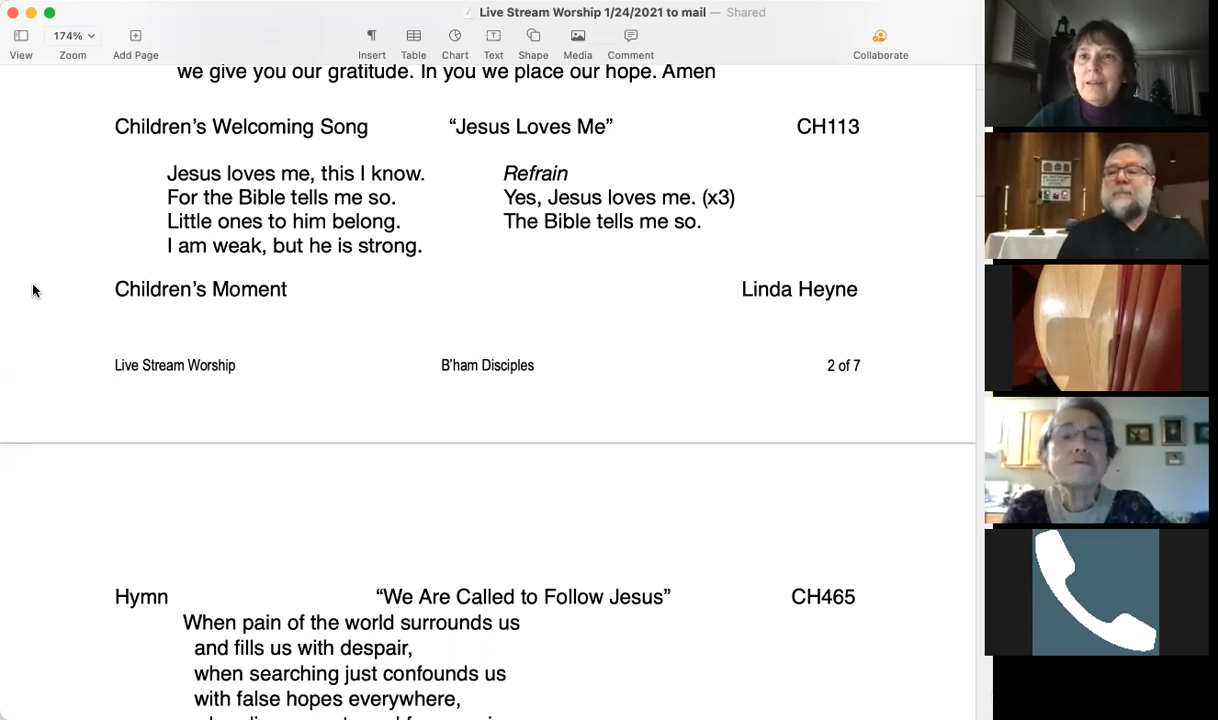 Live Stream Worship 1/24/2021 to mail — Shared
174%
View Zoom Add Page Insert Table Chart Text Shape Media Comment Collaborate
we give you our gratitude. In you we place our hope. Amen
Children’s Welcoming Song “Jesus Loves Me” CH113
Jesus loves me, this I know. Refrain
For the Bible tells me so. Yes, Jesus loves me. (x3)
Little ones to him belong. The Bible tells me so.
I am weak, but he is strong.
Children’s Moment Linda Heyne
Live Stream Worship B’ham Disciples 2 of 7
Hymn “We Are Called to Follow Jesus” CH465
When pain of the world surrounds us
and fills us with despair,
when searching just confounds us
with false hopes everywhere,